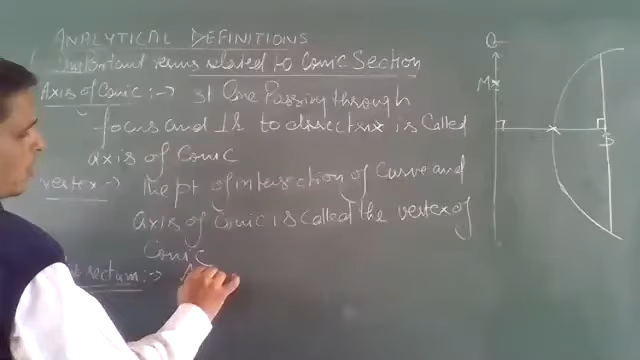 ANALYTICAL DEFINITIONS
Important terms related to Conic Section
Axis of Conic :-> st line Passing through
focus and ⊥r to directrix is called
axis of Conic
vertex :-> The pt of intersection of Curve and
axis of Conic is called the vertex of
Conic
rectum :-> A
M
S